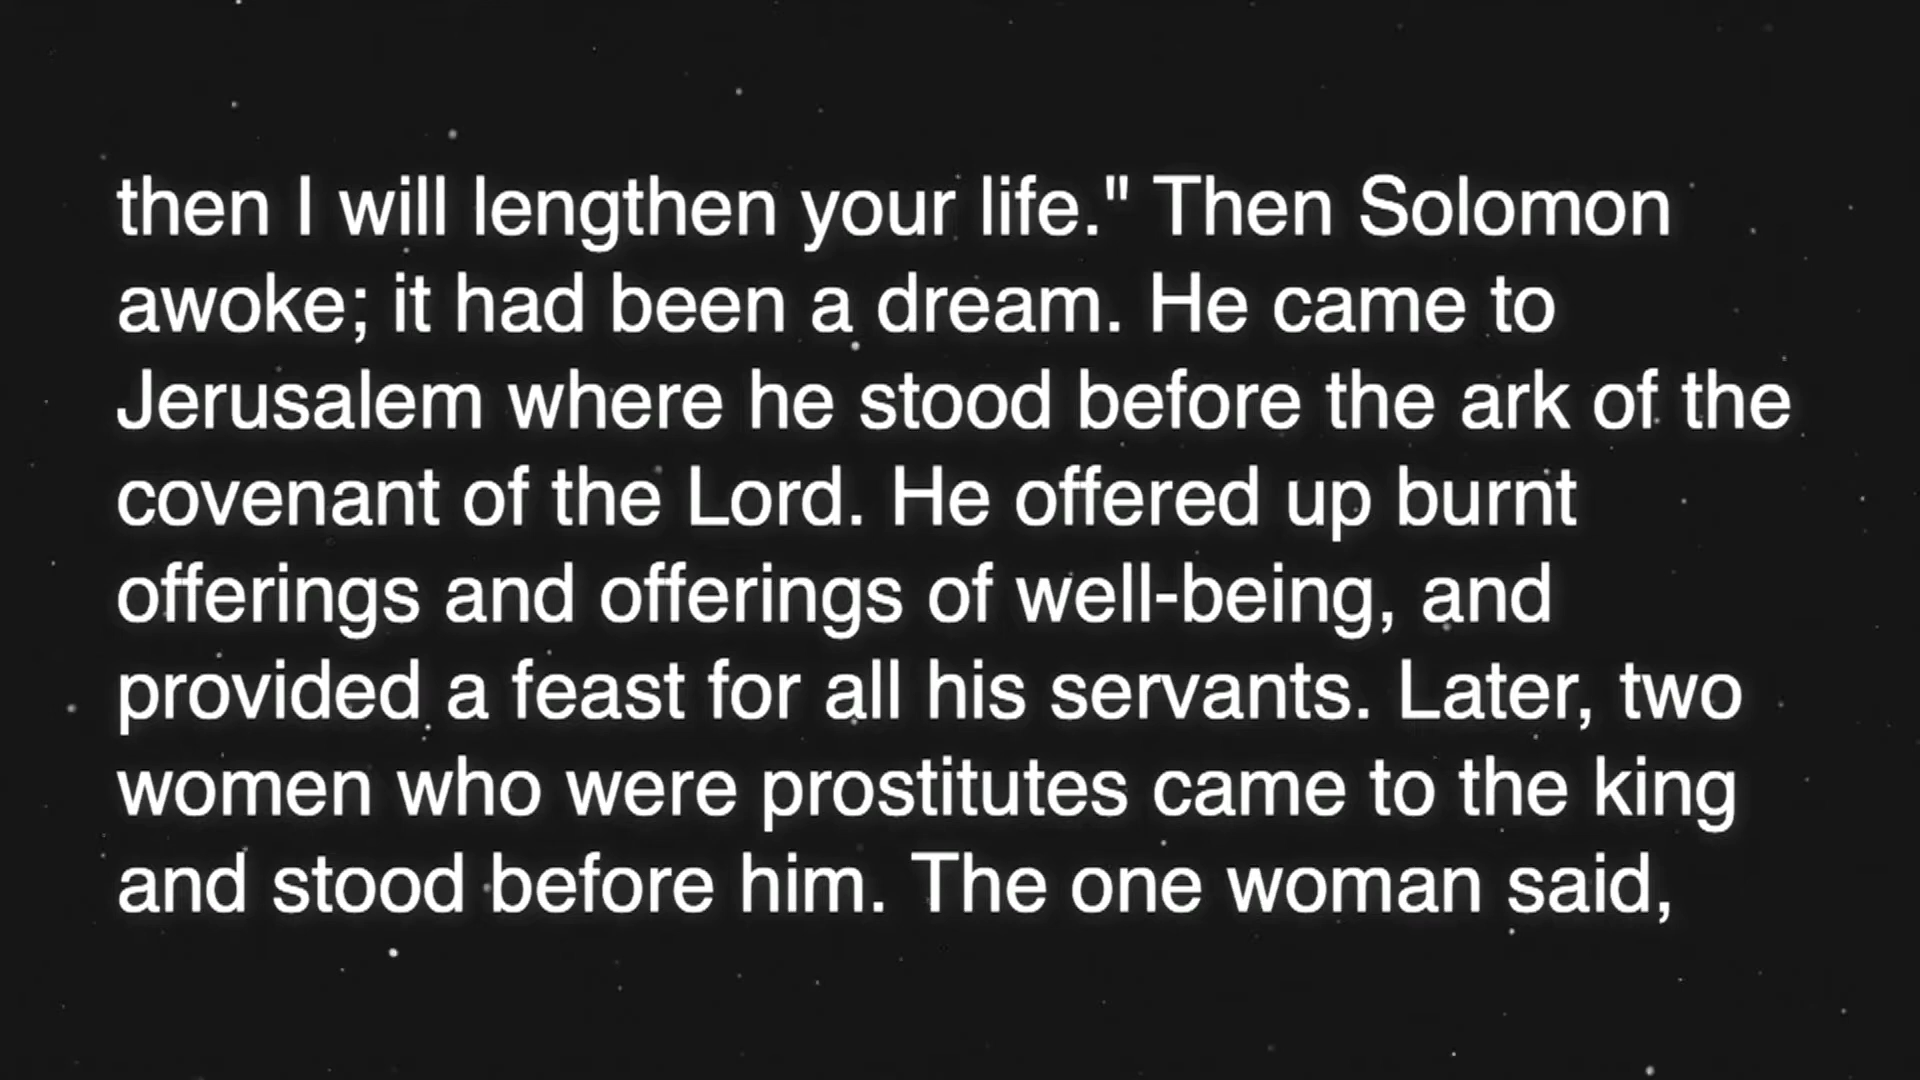 then I will lengthen your life." Then Solomon
awoke; it had been a dream. He came to
Jerusalem where he stood before the ark of the
covenant of the Lord. He offered up burnt
offerings and offerings of well-being, and
provided a feast for all his servants. Later, two
women who were prostitutes came to the king
and stood before him. The one woman said,